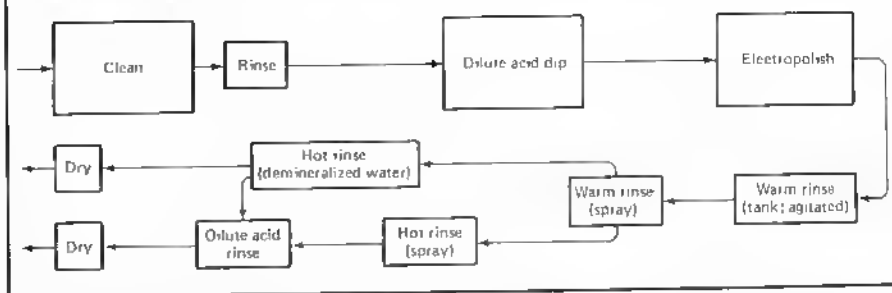 Clean
Rinse
Dilute acid dip
Electropolish
Dry
Hot rinse
(demineralized water)
Warm rinse
(spray)
Warm rinse
(tank; agitated)
Dry
Dilute acid
rinse
Hot rinse
(spray)